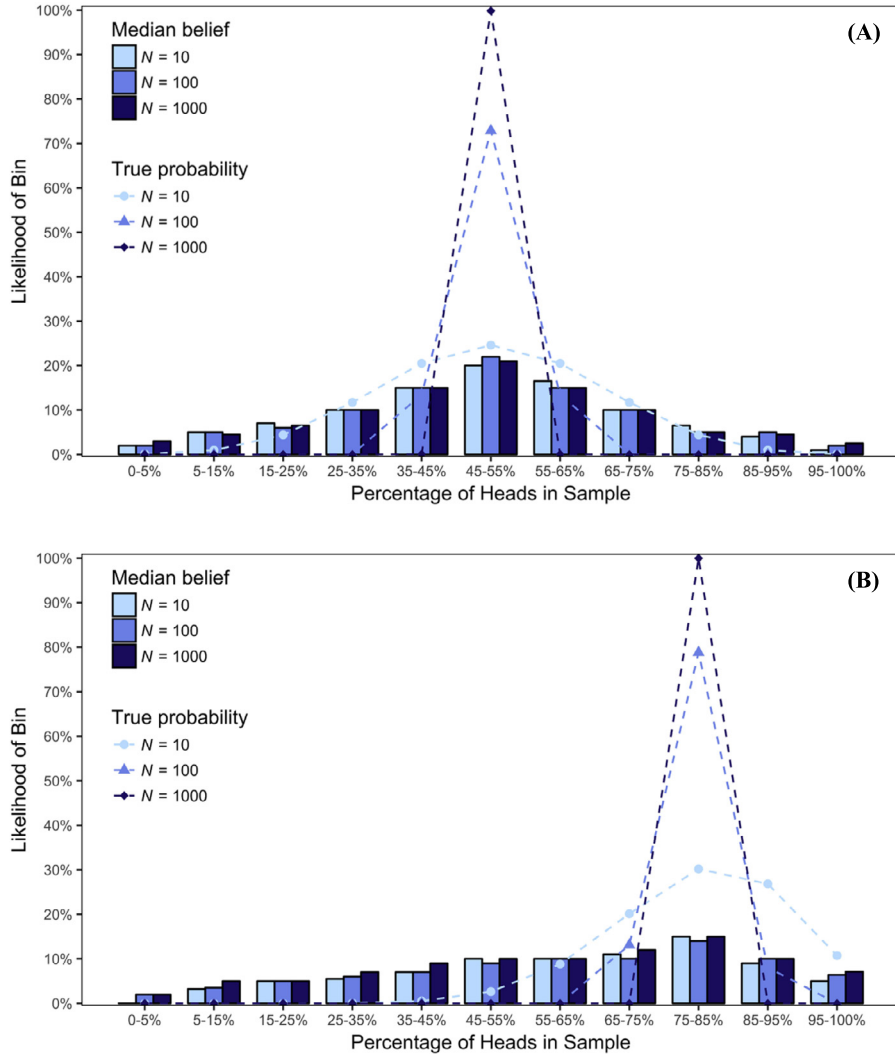 (A)
Median belief
N = 10
N = 100
N = 1000
True probability
N = 10
N = 100
N = 1000
Likelihood of Bin
100%
90%
80%
70%
60%
50%
40%
30%
20%
10%
0%
0-5% 5-15% 15-25% 25-35% 35-45% 45-55% 55-65% 65-75% 75-85% 85-95% 95-100%
Percentage of Heads in Sample
(B)
Median belief
N = 10
N = 100
N = 1000
True probability
N = 10
N = 100
N = 1000
Likelihood of Bin
100%
90%
80%
70%
60%
50%
40%
30%
20%
10%
0%
0-5% 5-15% 15-25% 25-35% 35-45% 45-55% 55-65% 65-75% 75-85% 85-95% 95-100%
Percentage of Heads in Sample